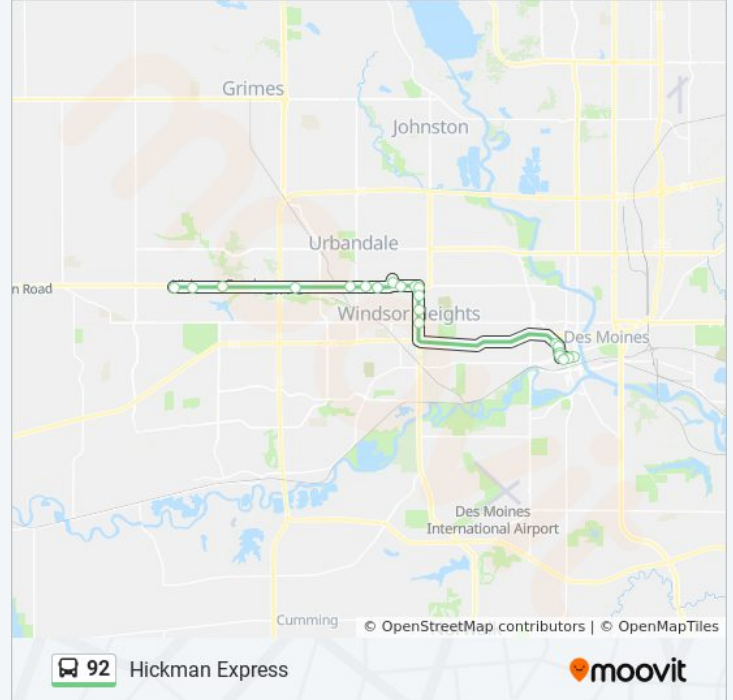 Grimes
Johnston
Urbandale
n Road
Windsor Heights
Des Moines
Des Moines
International Airport
Cumming
© OpenStreetMap contributors | © OpenMapTiles
92 Hickman Express
moovit